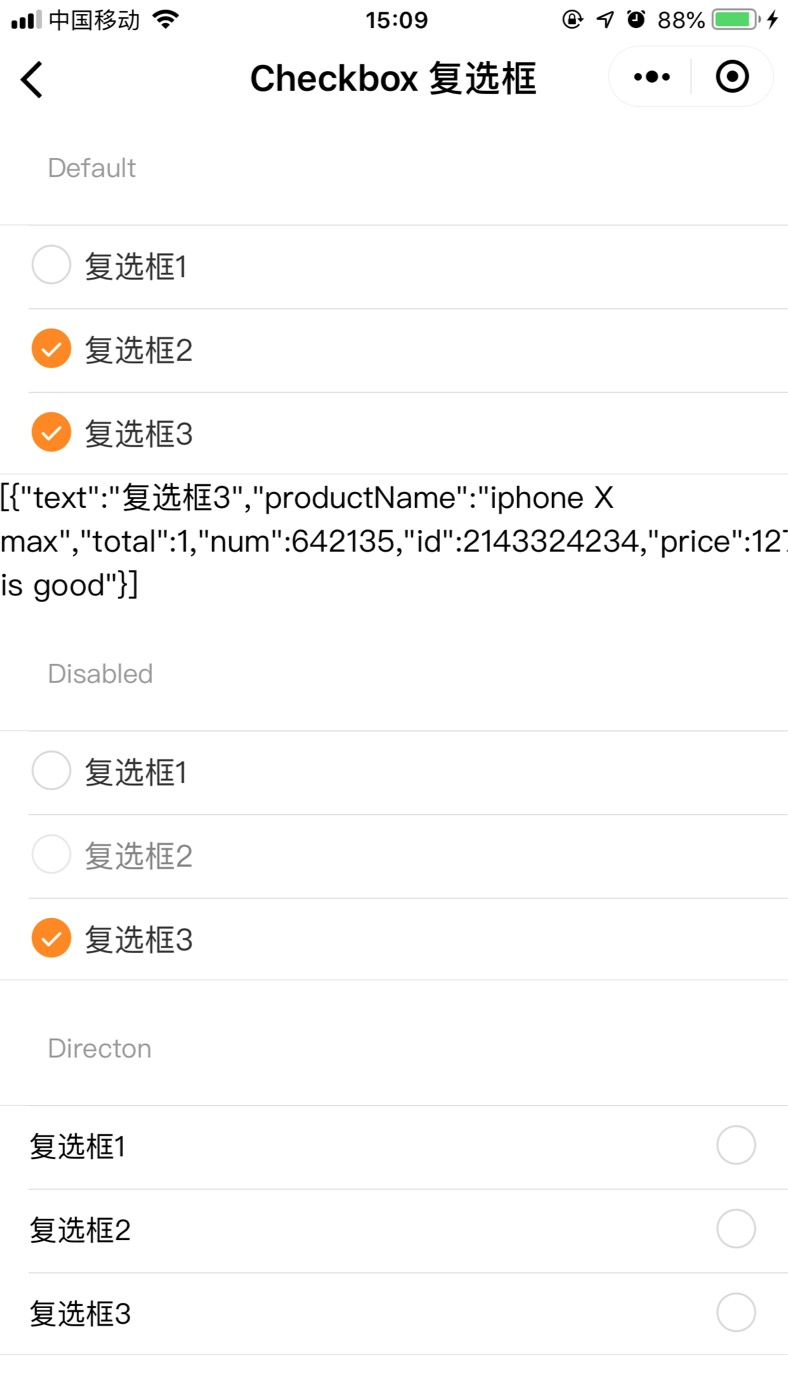 中国移动 15:09 88%
Checkbox 复选框
Default
复选框1
复选框2
复选框3
[{"text":"复选框3","productName":"iphone X
max","total":1,"num":642135,"id":2143324234,"price":127
is good"}]
Disabled
复选框1
复选框2
复选框3
Directon
复选框1
复选框2
复选框3